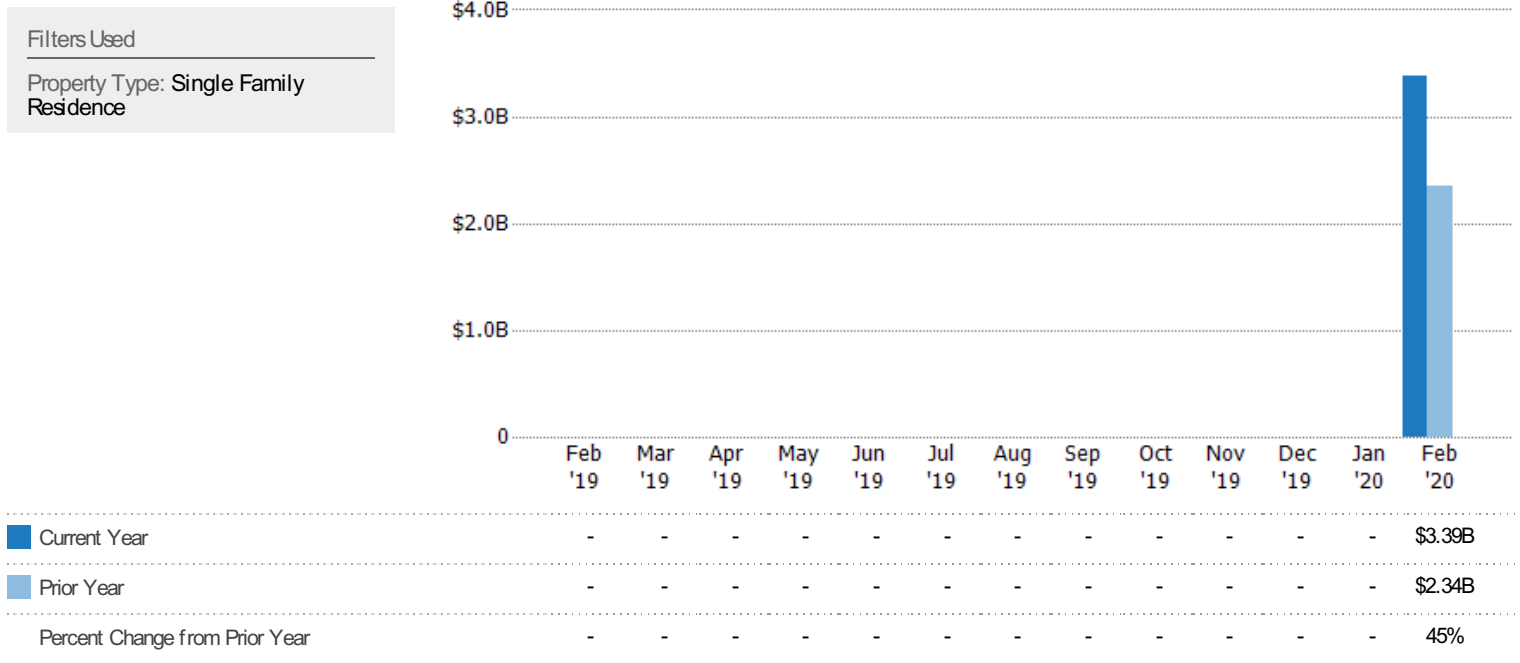 Filters Used
Property Type: Single Family
Residence
$4.0B
$3.0B
$2.0B
$1.0B
0
Feb Mar Apr May Jun Jul Aug Sep Oct Nov Dec Jan Feb
'19 '19 '19 '19 '19 '19 '19 '19 '19 '19 '19 '20 '20
Current Year - - - - - - - - - - - - $3.39B
Prior Year - - - - - - - - - - - - $2.34B
Percent Change from Prior Year - - - - - - - - - - - - 45%